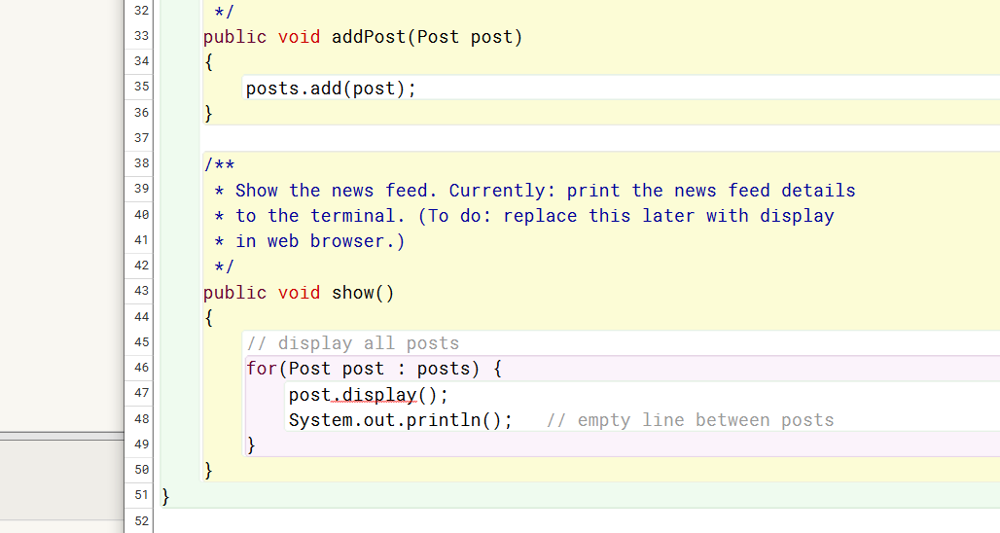 32 */
33 public void addPost(Post post)
34 {
35 posts.add(post);
36 }
37
38 /**
39 * Show the news feed. Currently: print the news feed details
40 * to the terminal. (To do: replace this later with display
41 * in web browser.)
42 */
43 public void show()
44 {
45 // display all posts
46 for(Post post : posts) {
47 post.display();
48 System.out.println();   // empty line between posts
49 }
50 }
51 }
52